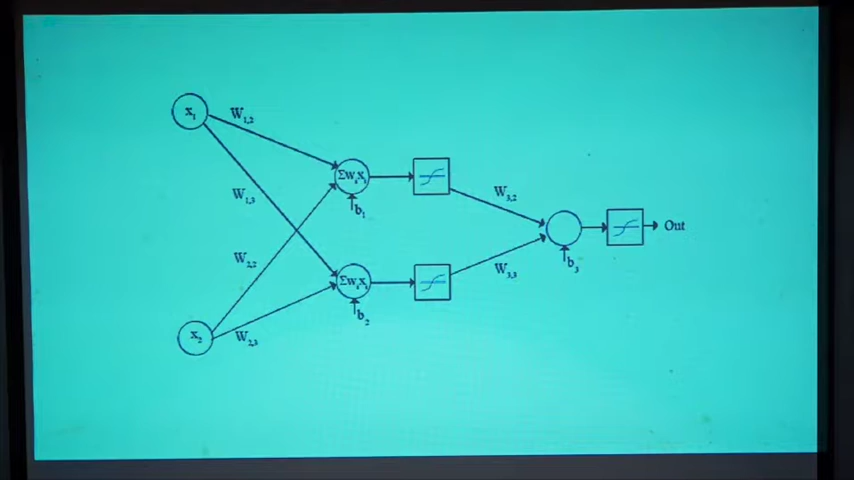 X₁
W₁,₂
ΣwᵢXᵢ
b₁
W₁,₃
W₃,₂
Out
W₂,₂
b₃
W₃,₃
ΣwᵢXᵢ
b₂
X₂
W₂,₃